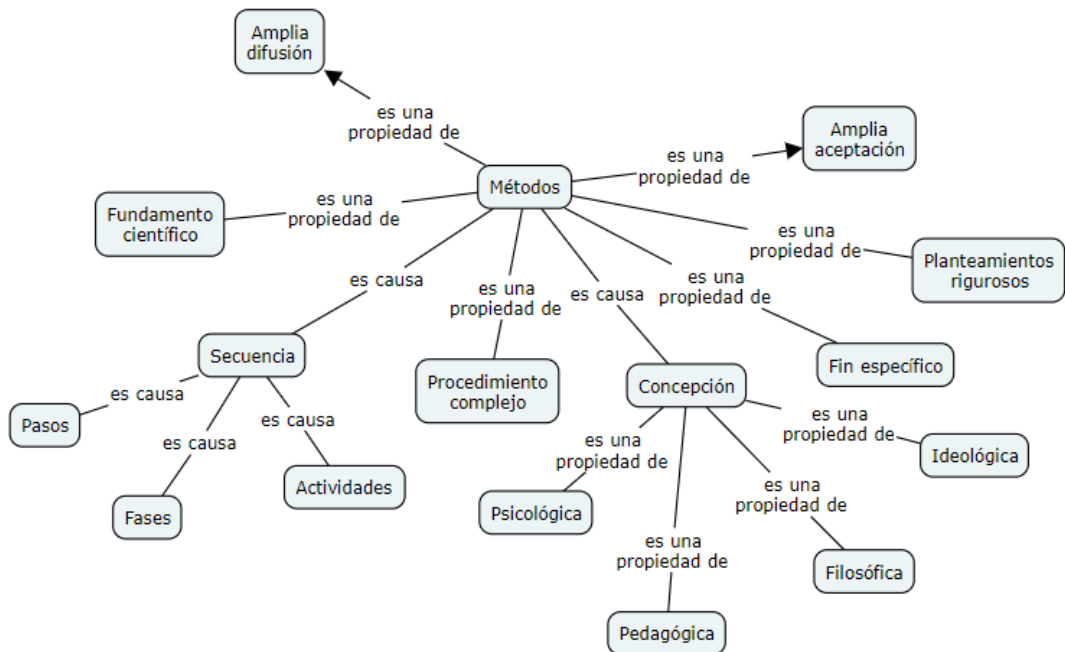 Amplia
difusión
es una
propiedad de
Amplia
aceptación
es una
propiedad de
Métodos
Fundamento
científico
es una
propiedad de
es una
propiedad de
Planteamientos
rigurosos
es causa
es una
propiedad de
es causa
es una
propiedad de
Secuencia
Procedimiento
complejo
Concepción
Fin específico
es causa
Pasos
es causa
es causa
Fases
Actividades
es una
propiedad de
Psicológica
es una
propiedad de
Ideológica
es una
propiedad de
Filosófica
es una
propiedad de
Pedagógica